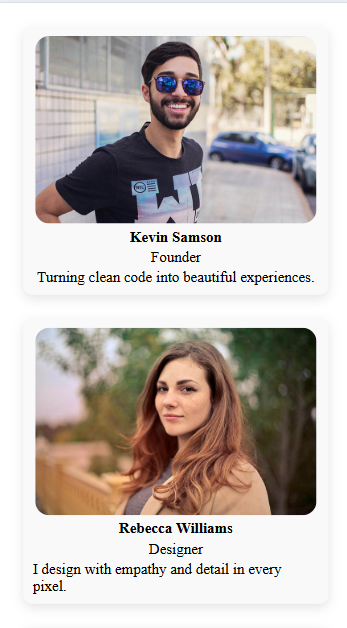 Kevin Samson
Founder
Turning clean code into beautiful experiences.
Rebecca Williams
Designer
I design with empathy and detail in every
pixel.